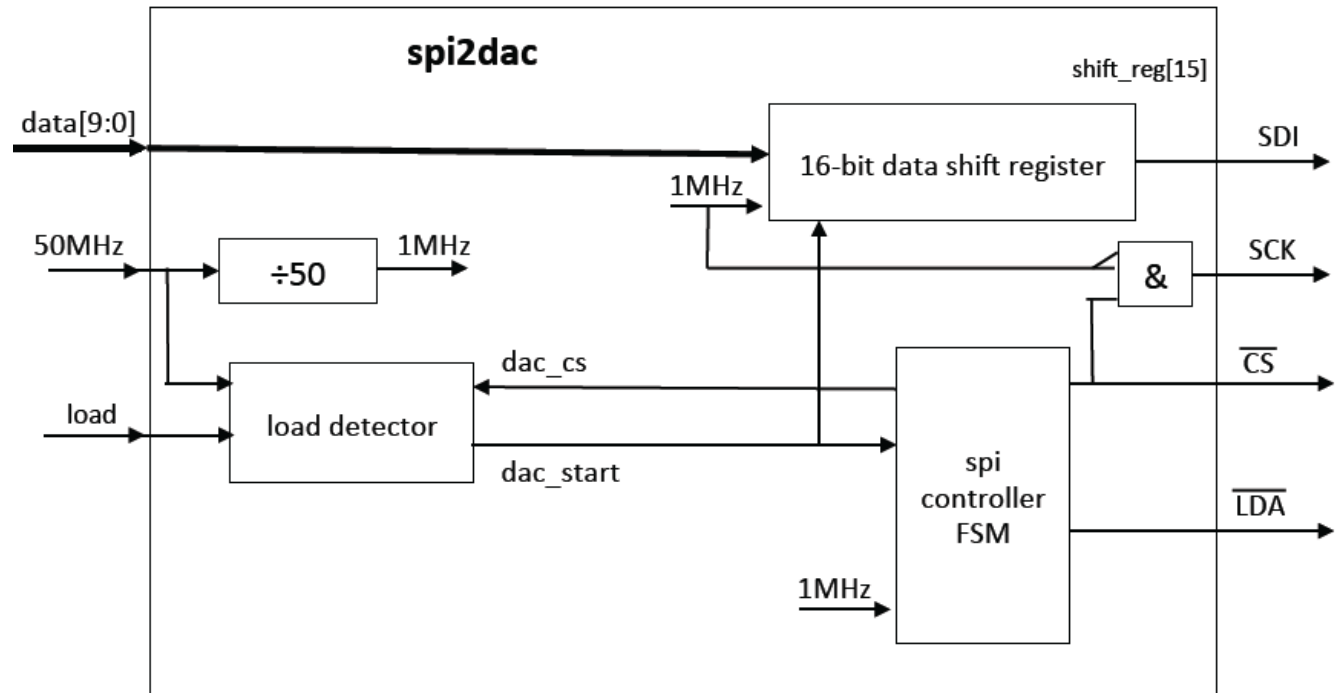 spi2dac
shift_reg[15]
data[9:0]
16-bit data shift register
SDI
1MHz
50MHz
÷50
1MHz
&
SCK
dac_cs
CS
load
load detector
dac_start
spi
controller
FSM
LDA
1MHz